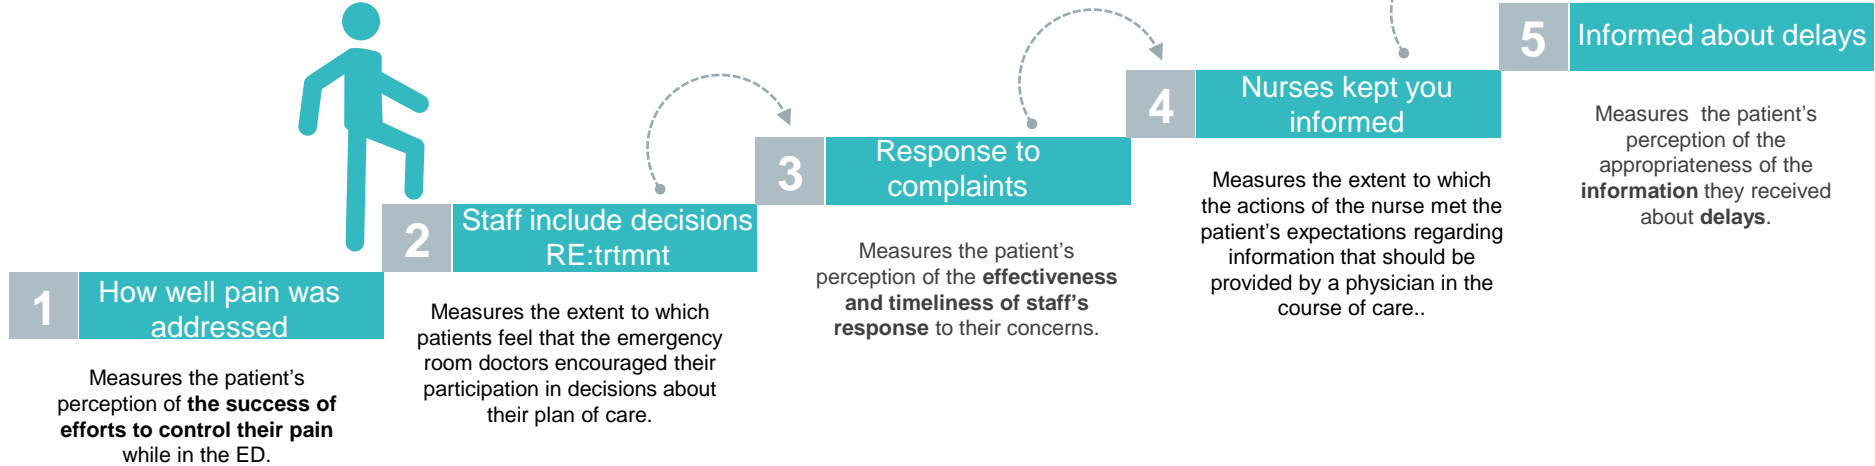 1
How well pain was
addressed
Measures the patient's
perception of the success of
efforts to control their pain
while in the ED.
2
Staff include decisions
RE:trtmnt
Measures the extent to which
patients feel that the emergency
room doctors encouraged their
participation in decisions about
their plan of care.
3
Response to
complaints
Measures the patient's
perception of the effectiveness
and timeliness of staff's
response to their concerns.
4
Nurses kept you
informed
Measures the extent to which
the actions of the nurse met the
patient's expectations regarding
information that should be
provided by a physician in the
course of care..
5
Informed about delays
Measures the patient's
perception of the
appropriateness of the
information they received
about delays.